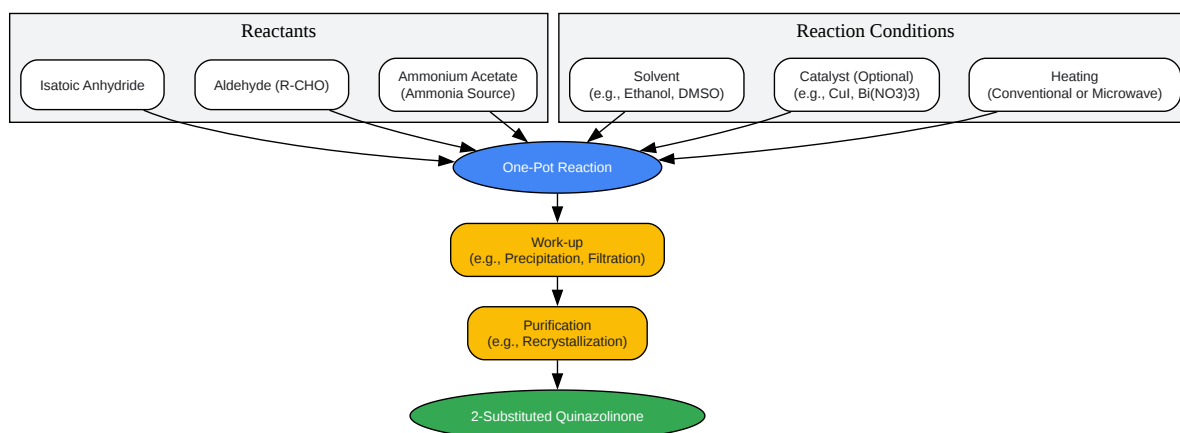 Reactants
Reaction Conditions
Isatoic Anhydride
Aldehyde (R-CHO)
Ammonium Acetate
(Ammonia Source)
Solvent
(e.g., Ethanol, DMSO)
Catalyst (Optional)
(e.g., CuI, Bi(NO3)3)
Heating
(Conventional or Microwave)
One-Pot Reaction
Work-up
(e.g., Precipitation, Filtration)
Purification
(e.g., Recrystallization)
2-Substituted Quinazolinone